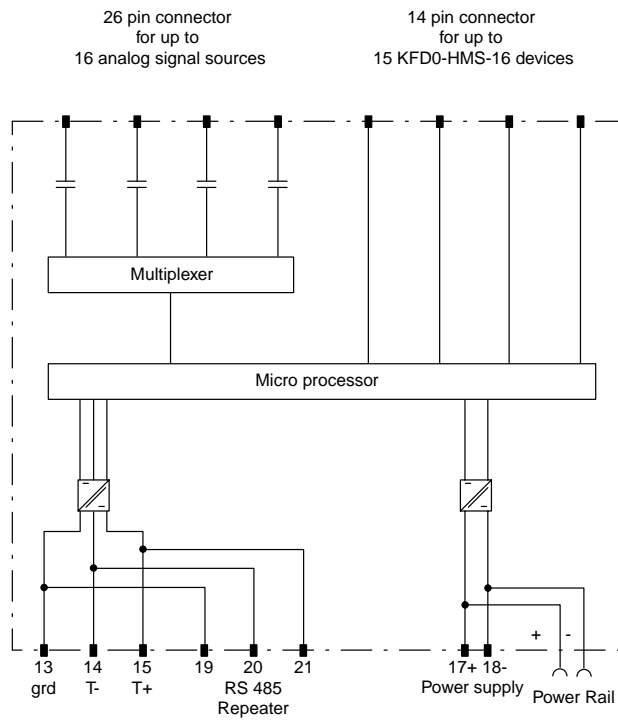 26 pin connector
for up to
16 analog signal sources
14 pin connector
for up to
15 KFD0-HMS-16 devices
Multiplexer
Micro processor
+ -
13 14 15 19 20 21 17+ 18-
grd T- T+ RS 485 Power supply Power Rail
Repeater